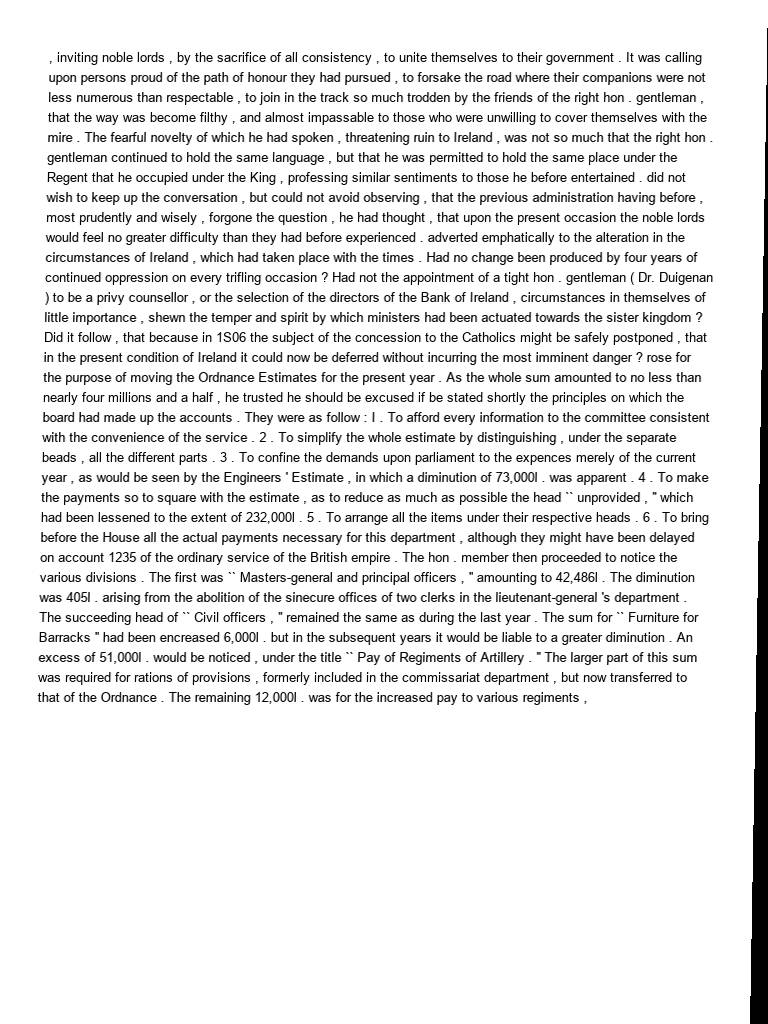 , inviting noble lords , by the sacrifice of all consistency , to unite themselves to their government . It was calling
upon persons proud of the path of honour they had pursued , to forsake the road where their companions were not
less numerous than respectable , to join in the track so much trodden by the friends of the right hon . gentleman ,
that the way was become filthy , and almost impassable to those who were unwilling to cover themselves with the
mire . The fearful novelty of which he had spoken , threatening ruin to Ireland , was not so much that the right hon .
gentleman continued to hold the same language , but that he was permitted to hold the same place under the
Regent that he occupied under the King , professing similar sentiments to those he before entertained . did not
wish to keep up the conversation , but could not avoid observing , that the previous administration having before ,
most prudently and wisely , forgone the question , he had thought , that upon the present occasion the noble lords
would feel no greater difficulty than they had before experienced . adverted emphatically to the alteration in the
circumstances of Ireland , which had taken place with the times . Had no change been produced by four years of
continued oppression on every trifling occasion ? Had not the appointment of a tight hon . gentleman ( Dr. Duigenan
) to be a privy counsellor , or the selection of the directors of the Bank of Ireland , circumstances in themselves of
little importance , shewn the temper and spirit by which ministers had been actuated towards the sister kingdom ?
Did it follow , that because in 1S06 the subject of the concession to the Catholics might be safely postponed , that
in the present condition of Ireland it could now be deferred without incurring the most imminent danger ? rose for
the purpose of moving the Ordnance Estimates for the present year . As the whole sum amounted to no less than
nearly four millions and a half , he trusted he should be excused if be stated shortly the principles on which the
board had made up the accounts . They were as follow : I . To afford every information to the committee consistent
with the convenience of the service . 2 . To simplify the whole estimate by distinguishing , under the separate
beads , all the different parts . 3 . To confine the demands upon parliament to the expences merely of the current
year , as would be seen by the Engineers ' Estimate , in which a diminution of 73,000l . was apparent . 4 . To make
the payments so to square with the estimate , as to reduce as much as possible the head `` unprovided , '' which
had been lessened to the extent of 232,000l . 5 . To arrange all the items under their respective heads . 6 . To bring
before the House all the actual payments necessary for this department , although they might have been delayed
on account 1235 of the ordinary service of the British empire . The hon . member then proceeded to notice the
various divisions . The first was `` Masters-general and principal officers , '' amounting to 42,486l . The diminution
was 405l . arising from the abolition of the sinecure offices of two clerks in the lieutenant-general 's department .
The succeeding head of `` Civil officers , '' remained the same as during the last year . The sum for `` Furniture for
Barracks '' had been encreased 6,000l . but in the subsequent years it would be liable to a greater diminution . An
excess of 51,000l . would be noticed , under the title `` Pay of Regiments of Artillery . '' The larger part of this sum
was required for rations of provisions , formerly included in the commissariat department , but now transferred to
that of the Ordnance . The remaining 12,000l . was for the increased pay to various regiments ,